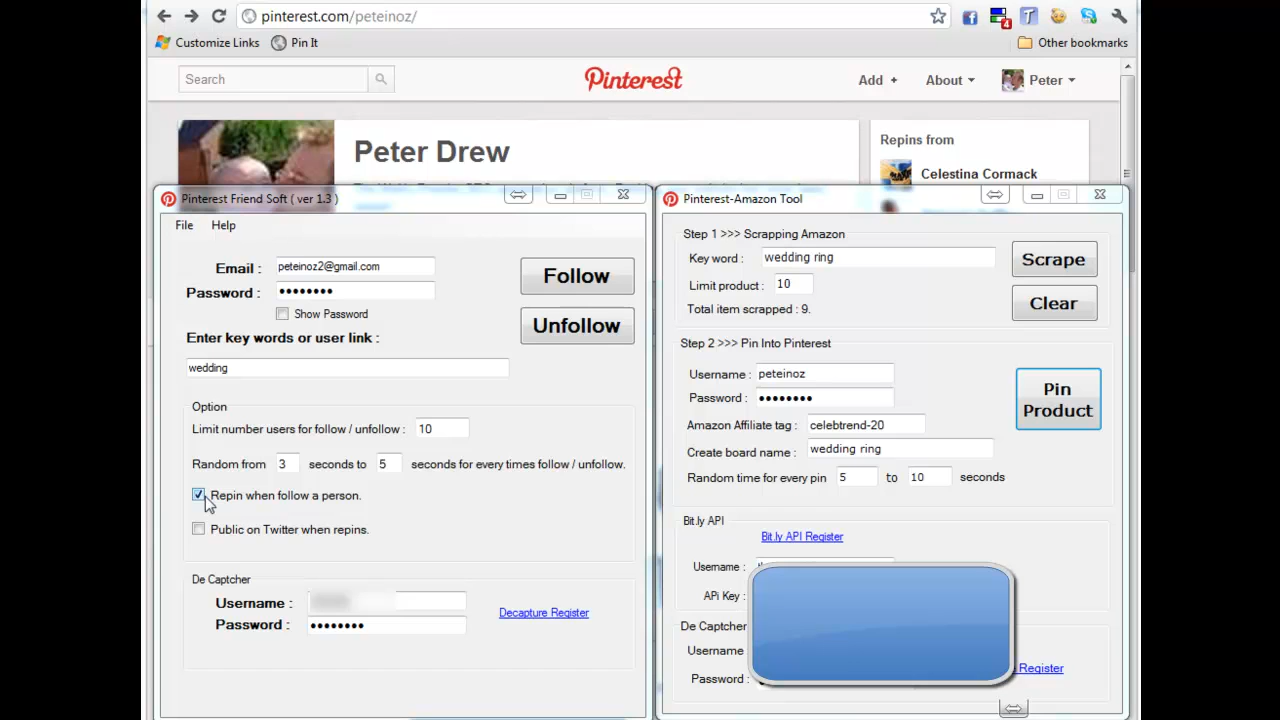 pinterest.com/peteinoz/
4
Customize Links Pin It Other bookmarks
Search Pinterest Add + About Peter
Peter Drew
Repins from
Celestina Cormack
Pinterest Friend Soft ( ver 1.3 )
File Help
Email : peteinoz2@gmail.com
Password : ●●●●●●●●
Show Password
Follow
Unfollow
Enter key words or user link :
wedding
Option
Limit number users for follow / unfollow : 10
Random from 3 seconds to 5 seconds for every times follow / unfollow.
Repin when follow a person.
Public on Twitter when repins.
De Captcher
Username :
Password : ●●●●●●●●
Decapture Register
Pinterest-Amazon Tool
Step 1 >>> Scrapping Amazon
Key word : wedding ring
Scrape
Limit product : 10
Clear
Total item scrapped : 9.
Step 2 >>> Pin Into Pinterest
Username : peteinoz
Password : ●●●●●●●●
Pin
Product
Amazon Affiliate tag : celebtrend-20
Create board name : wedding ring
Random time for every pin 5 to 10 seconds
Bit.ly API
Bit.ly API Register
Username :
APi Key :
De Captcher
Username
Register
Password :